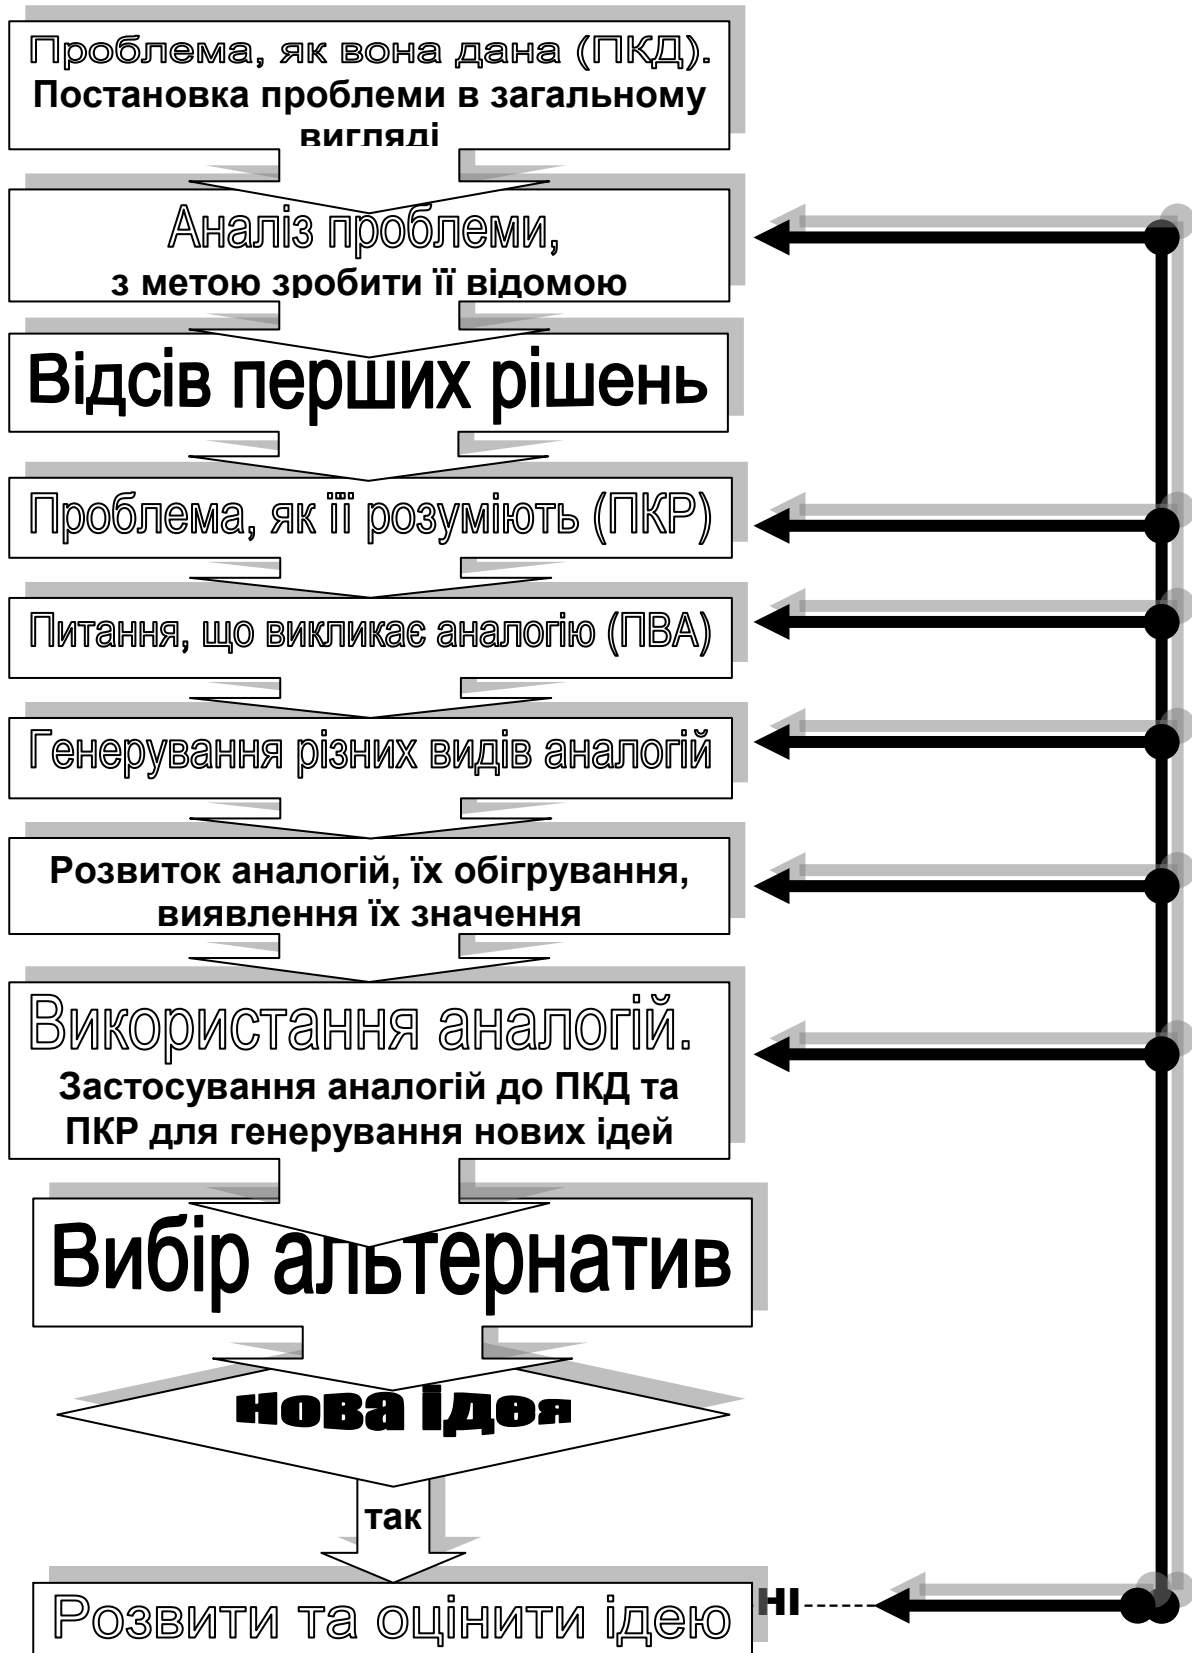 Проблема, як вона дана (ПКД).
Постановка проблеми в загальному
вигляді
Аналіз проблеми,
з метою зробити її відомою
Відсів перших рішень
Проблема, як її розуміють (ПКР)
Питання, що викликає аналогію (ПВА)
Генерування різних видів аналогій
Розвиток аналогій, їх обігрування,
виявлення їх значення
Використання аналогій.
Застосування аналогій до ПКД та
ПКР для генерування нових ідей
Вибір альтернатив
нова ідея
так
Розвити та оцінити ідею
ні